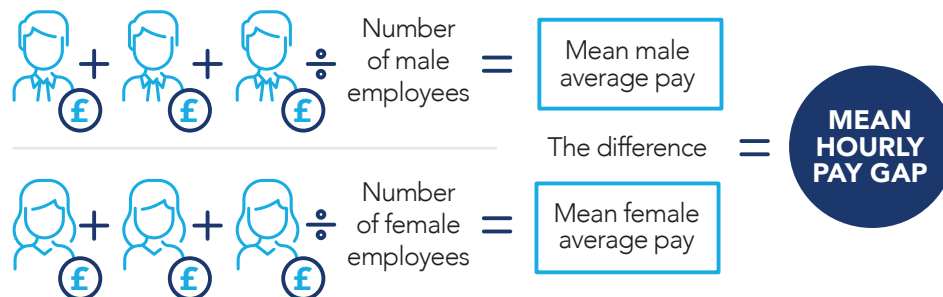 Number
of male
employees
=
Mean male
average pay
+
+
÷
£
£
£
The difference
=
MEAN
HOURLY
PAY GAP
Number
of female
employees
=
Mean female
average pay
+
+
÷
£
£
£